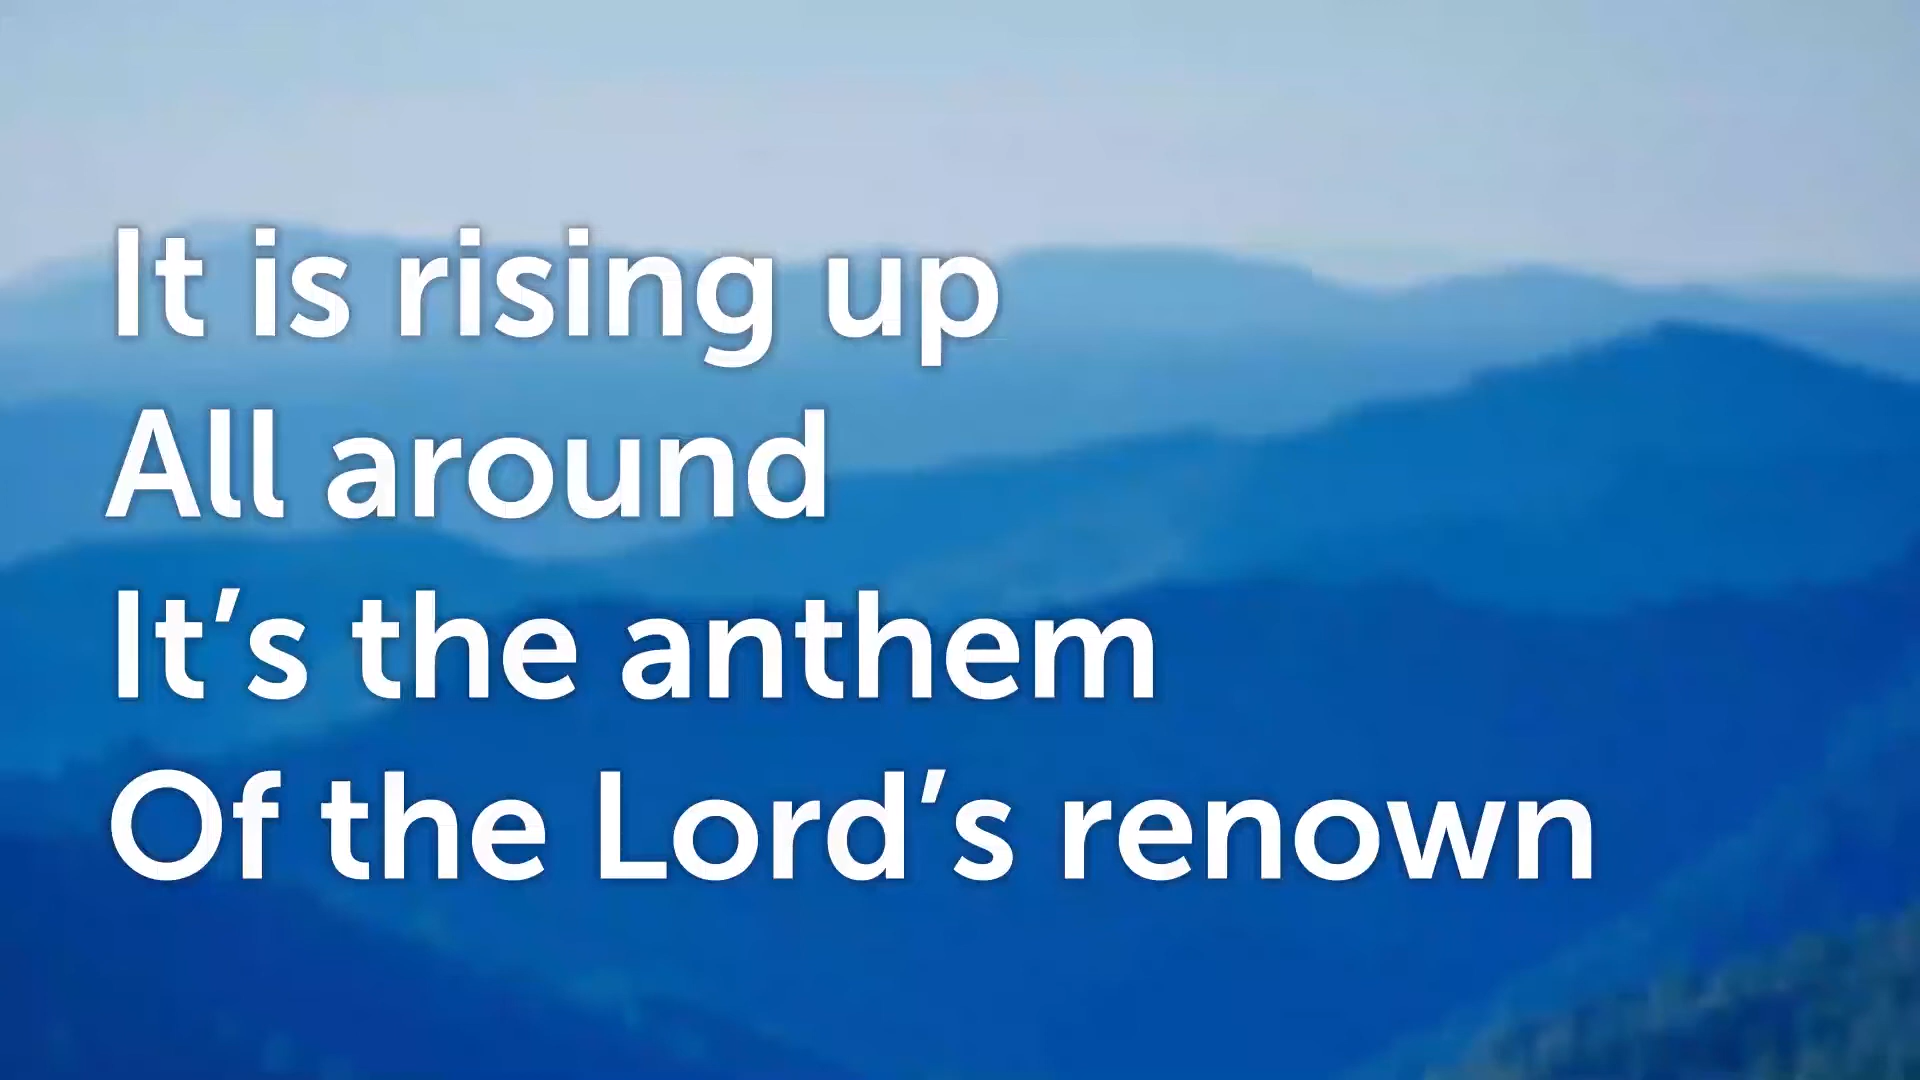 It is rising up
All around
It’s the anthem
Of the Lord’s renown